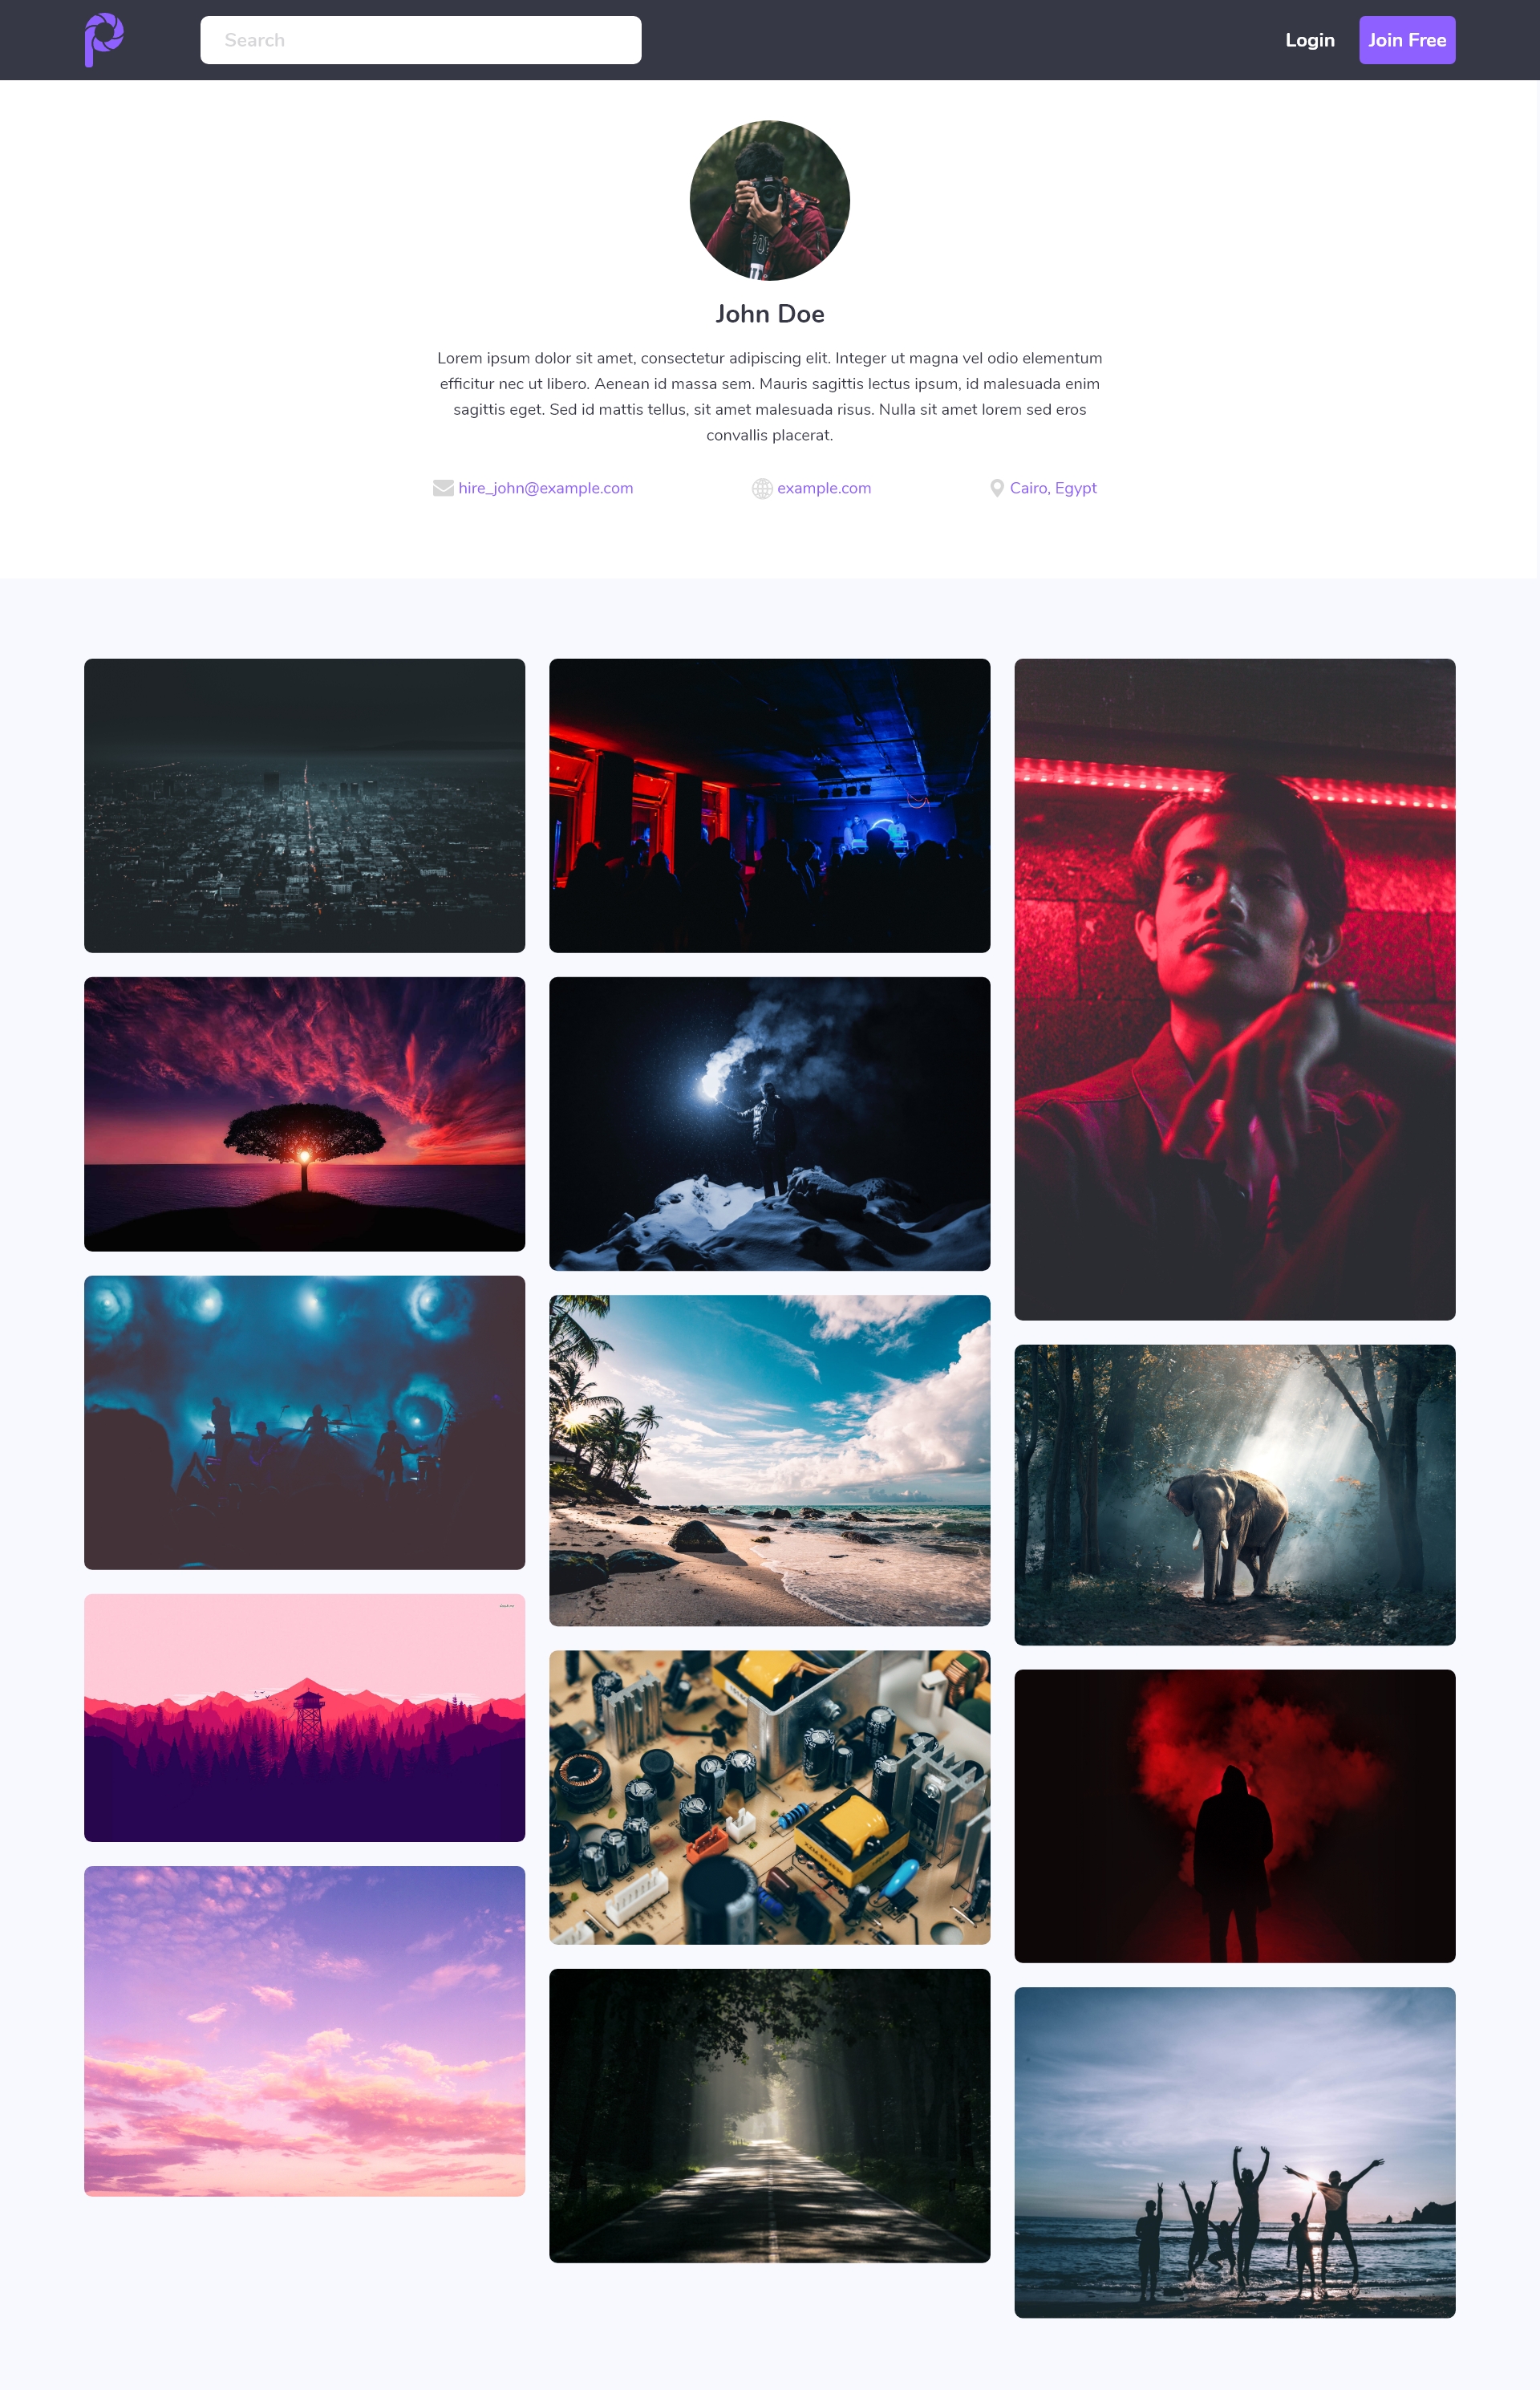 Search
Login
Join Free
John Doe
Lorem ipsum dolor sit amet, consectetur adipiscing elit. Integer ut magna vel odio elementum
efficitur nec ut libero. Aenean id massa sem. Mauris sagittis lectus ipsum, id malesuada enim
sagittis eget. Sed id mattis tellus, sit amet malesuada risus. Nulla sit amet lorem sed eros
convallis placerat.
hire_john@example.com
example.com
Cairo, Egypt